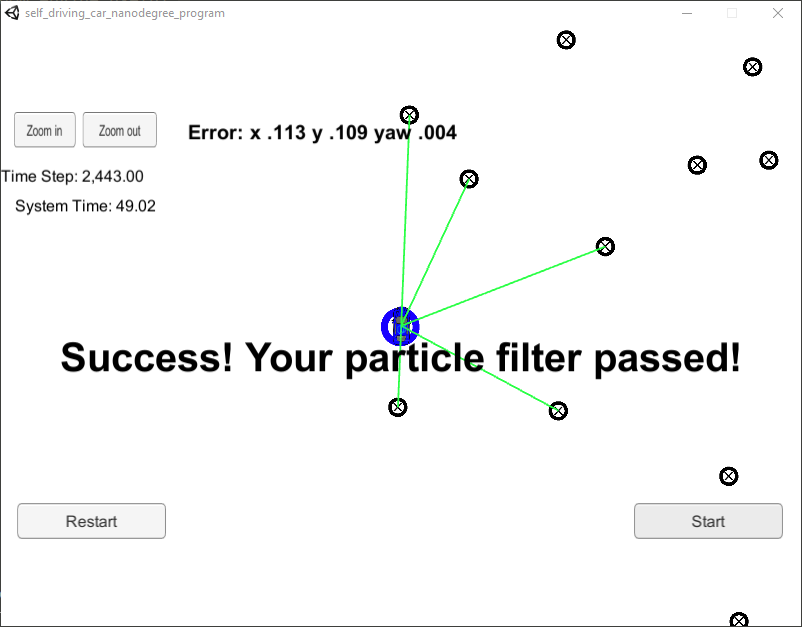 self_driving_car_nanodegree_program
Zoom in
Zoom out
Error: x .113 y .109 yaw .004
Time Step: 2,443.00
System Time: 49.02
Success! Your particle filter passed!
Restart
Start